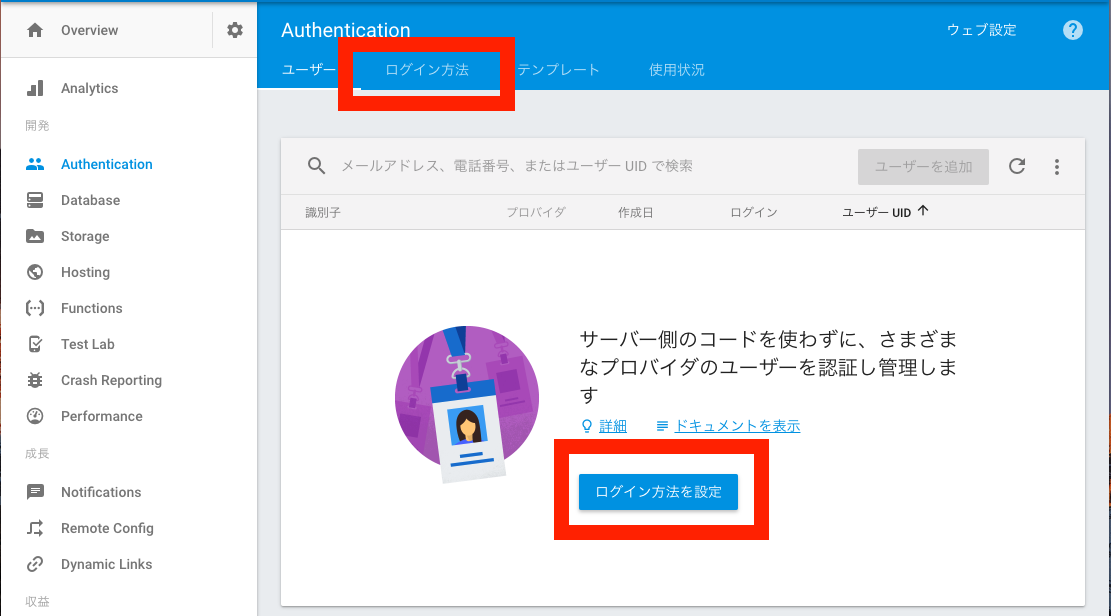 Overview
Analytics
開発
Authentication
Database
Storage
Hosting
Functions
Test Lab
Crash Reporting
Performance
成長
Notifications
Remote Config
Dynamic Links
収益
Authentication
ウェブ設定
ユーザー ログイン方法 テンプレート 使用状況
メールアドレス、電話番号、またはユーザー UID で検索
ユーザーを追加
識別子 プロバイダ 作成日 ログイン ユーザー UID
サーバー側のコードを使わずに、さまざま
なプロバイダのユーザーを認証し管理しま
す
詳細 ドキュメントを表示
ログイン方法を設定